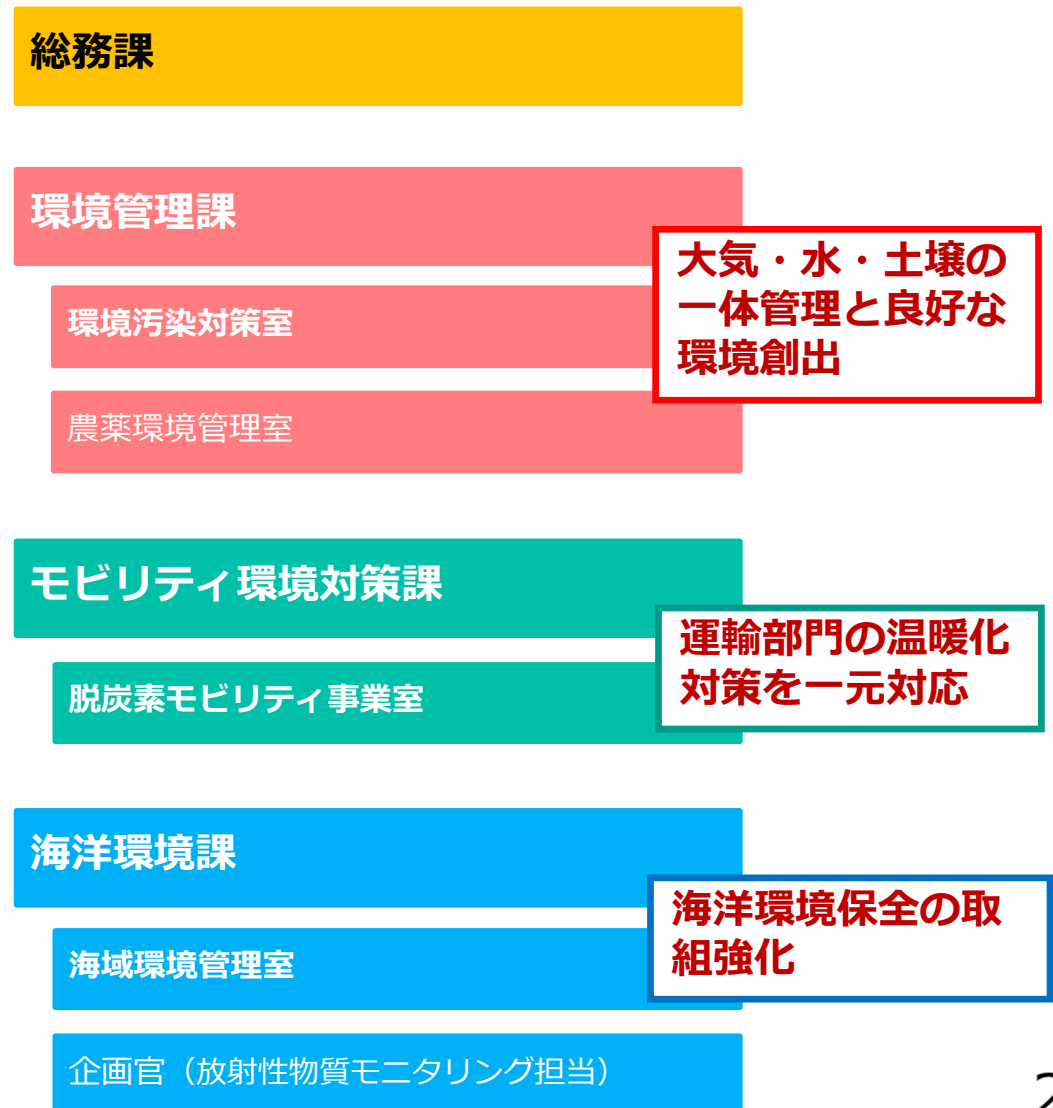 総務課
環境管理課
大気・水・土壌の
一体管理と良好な
環境創出
環境汚染対策室
農薬環境管理室
モビリティ環境対策課
運輸部門の温暖化
対策を一元対応
脱炭素モビリティ事業室
海洋環境課
海洋環境保全の取
組強化
海域環境管理室
企画官（放射性物質モニタリング担当）
2